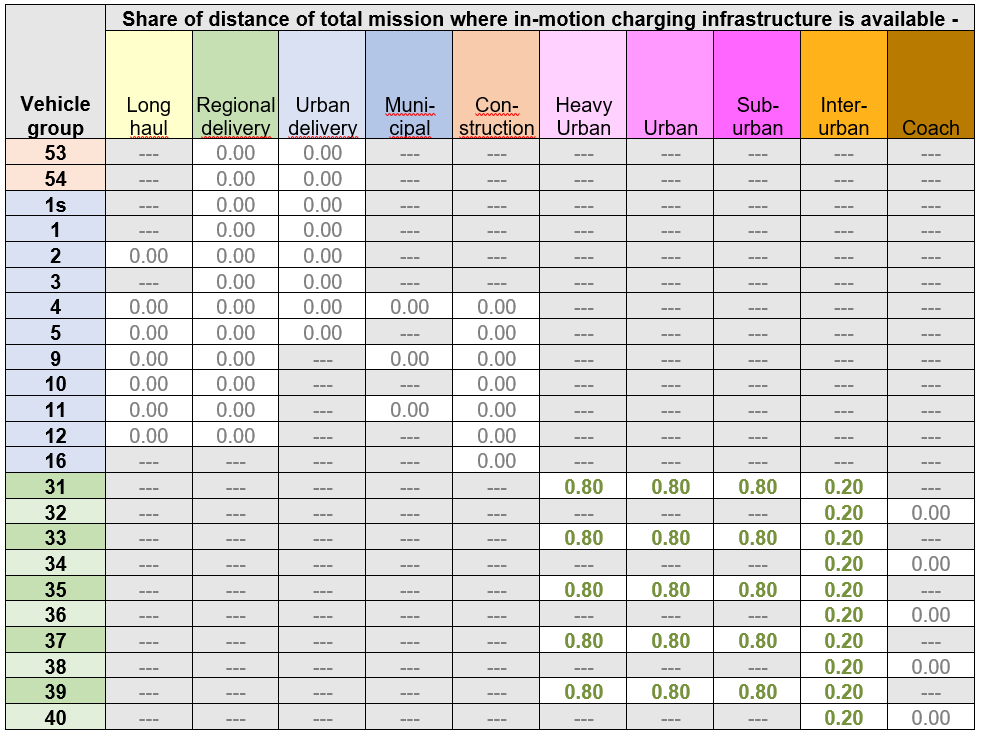 Share of distance of total mission where in-motion charging infrastructure is available -
Vehicle group Long haul Regional delivery Urban delivery Muni-cipal Con-struction Heavy Urban Urban Sub-urban Inter-urban Coach
53 --- 0.00 0.00 --- --- --- --- --- --- ---
54 --- 0.00 0.00 --- --- --- --- --- --- ---
1s --- 0.00 0.00 --- --- --- --- --- --- ---
1 --- 0.00 0.00 --- --- --- --- --- --- ---
2 0.00 0.00 0.00 --- --- --- --- --- --- ---
3 --- 0.00 0.00 --- --- --- --- --- --- ---
4 0.00 0.00 0.00 0.00 0.00 --- --- --- --- ---
5 0.00 0.00 0.00 --- 0.00 --- --- --- --- ---
9 0.00 0.00 --- 0.00 0.00 --- --- --- --- ---
10 0.00 0.00 --- --- 0.00 --- --- --- --- ---
11 0.00 0.00 --- 0.00 0.00 --- --- --- --- ---
12 0.00 0.00 --- --- 0.00 --- --- --- --- ---
16 --- --- --- --- 0.00 --- --- --- --- ---
31 --- --- --- --- --- 0.80 0.80 0.80 0.20 ---
32 --- --- --- --- --- --- --- --- 0.20 0.00
33 --- --- --- --- --- 0.80 0.80 0.80 0.20 ---
34 --- --- --- --- --- --- --- --- 0.20 0.00
35 --- --- --- --- --- 0.80 0.80 0.80 0.20 ---
36 --- --- --- --- --- --- --- --- 0.20 0.00
37 --- --- --- --- --- 0.80 0.80 0.80 0.20 ---
38 --- --- --- --- --- --- --- --- 0.20 0.00
39 --- --- --- --- --- 0.80 0.80 0.80 0.20 ---
40 --- --- --- --- --- --- --- --- 0.20 0.00